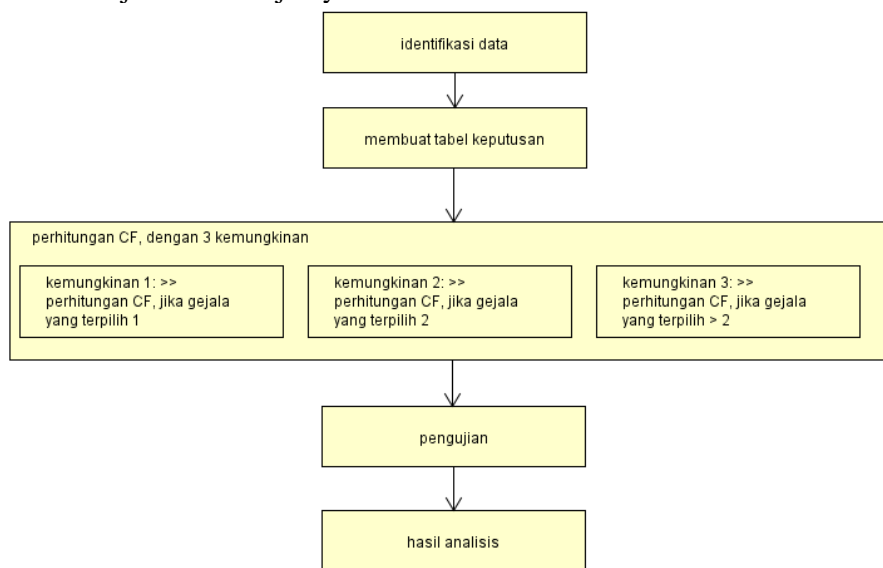 identifikasi data
membuat tabel keputusan
perhitungan CF, dengan 3 kemungkinan
kemungkinan 1: >>
perhitungan CF, jika gejala
yang terpilih 1
kemungkinan 2: >>
perhitungan CF, jika gejala
yang terpilih 2
kemungkinan 3: >>
perhitungan CF, jika gejala
yang terpilih > 2
pengujian
hasil analisis